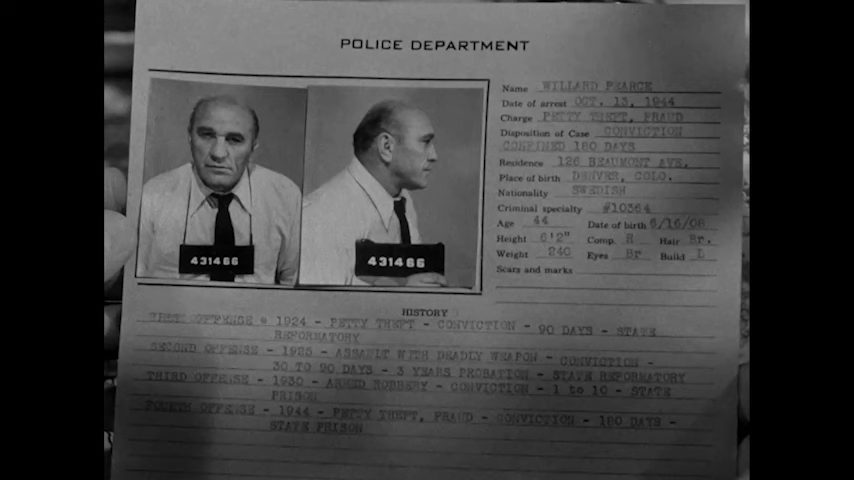 POLICE DEPARTMENT
Name WILLARD PEARCE
Date of arrest OCT. 13, 1944
Charge PETTY THEFT, FRAUD
Disposition of Case CONVICTION
CONFINED 180 DAYS
Residence 126 BEAUMONT AVE.
Place of birth DENVER, COLO.
Nationality SWEDISH
Criminal specialty #10364
Age 44 Date of birth 6/16/08
Height 6'2" Comp. R Hair Br.
Weight 240 Eyes Br Build L
Scars and marks
431466
431466
HISTORY
FIRST OFFENSE - 1924 - PETTY THEFT - CONVICTION - 90 DAYS - STATE
REFORMATORY
SECOND OFFENSE - 1925 - ASSAULT WITH DEADLY WEAPON - CONVICTION -
30 TO 90 DAYS - 3 YEARS PROBATION - STATE REFORMATORY
THIRD OFFENSE - 1930 - ARMED ROBBERY - CONVICTION - 1 to 10 - STATE
PRISON
FOURTH OFFENSE - 1944 - PETTY THEFT, FRAUD - CONVICTION - 180 DAYS -
STATE PRISON